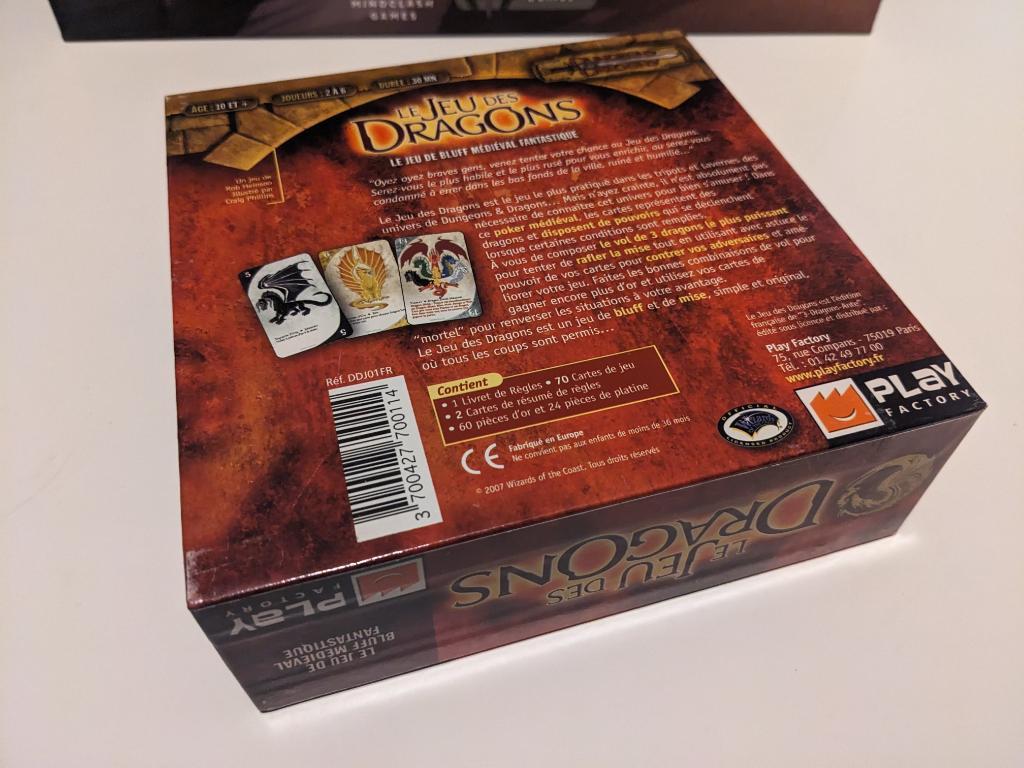 MINDCLASH
GAMES
ÂGE : 10 ET +
JOUEURS : 2 À 6
DURÉE : 30 MN
LE JEU DES
DRAGONS
LE JEU DE BLUFF MÉDIÉVAL FANTASTIQUE
Un jeu de
Rob Heinsoo
Illustré par
Craig Phillips
"Oyez oyez braves gens, venez tenter votre chance au Jeu des Dragons.
Serez-vous le plus habile et le plus rusé pour vous enrichir, ou serez-vous
condamné à errer dans les bas fonds de la ville, ruiné et humilié..."
Le Jeu des Dragons est le jeu le plus pratiqué dans les tripots et tavernes des
univers de Dungeons & Dragons... Mais n'ayez crainte, il n'est absolument pas
nécessaire de connaître cet univers pour bien s'amuser ! Dans
ce poker médiéval, les cartes représentent des
dragons et disposent de pouvoirs qui se déclenchent
lorsque certaines conditions sont remplies.
À vous de composer le vol de 3 dragons le plus puissant
pour tenter de rafler la mise tout en utilisant avec astuce le
pouvoir de vos cartes pour contrer vos adversaires et amé-
liorer votre jeu. Faites les bonnes combinaisons de vol pour
gagner encore plus d'or et utilisez vos cartes de
"mortel" pour renverser les situations à votre avantage.
Le Jeu des Dragons est un jeu de bluff et de mise, simple et original,
où tous les coups sont permis...
5
5
Le Jeu des Dragons est l'édition
française de "3-Dragons-Ante"
édité sous licence et distribué par :
Play Factory
75, rue Compans - 75019 Paris
Tél. : 01 42 49 77 00
www.playfactory.fr
Réf. DDJ01FR
Contient
• 1 Livret de Règles • 70 Cartes de jeu
• 2 Cartes de résumé de règles
• 60 pièces d'or et 24 pièces de platine
3 700427 700114
CE
Fabriqué en Europe
Ne convient pas aux enfants de moins de 36 mois
© 2007 Wizards of the Coast. Tous droits réservés
OFFICIAL
Wizards
LICENSED PRODUCT
PLAY
FACTORY
LE JEU DES
DRAGONS
PLAY
FACTORY
LE JEU DE
BLUFF MÉDIÉVAL
FANTASTIQUE